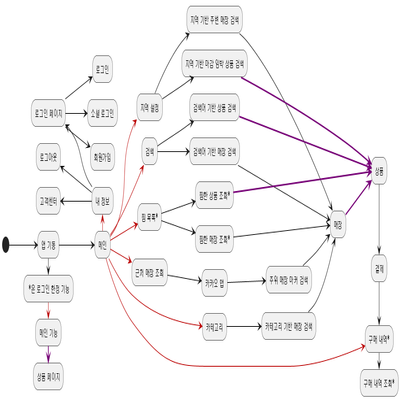 지역 기반 주변 매장 검색
지역 기반 마감 임박 상품 검색
로그인
지역 설정
검색어 기반 상품 검색
로그인 페이지
소셜 로그인
로그아웃
회원가입
검색
검색어 기반 매장 검색
상품
고객센터
내 정보
찜한 상품 조회*
찜 목록*
매장
찜한 매장 조회*
앱 기동
메인
근처 매장 조회
카카오 맵
주위 매장 마커 검색
결제
*은 로그인 한정 기능
메인 기능
카테고리
카테고리 기반 매장 검색
구매 내역*
상품 페이지
구매 내역 조회*